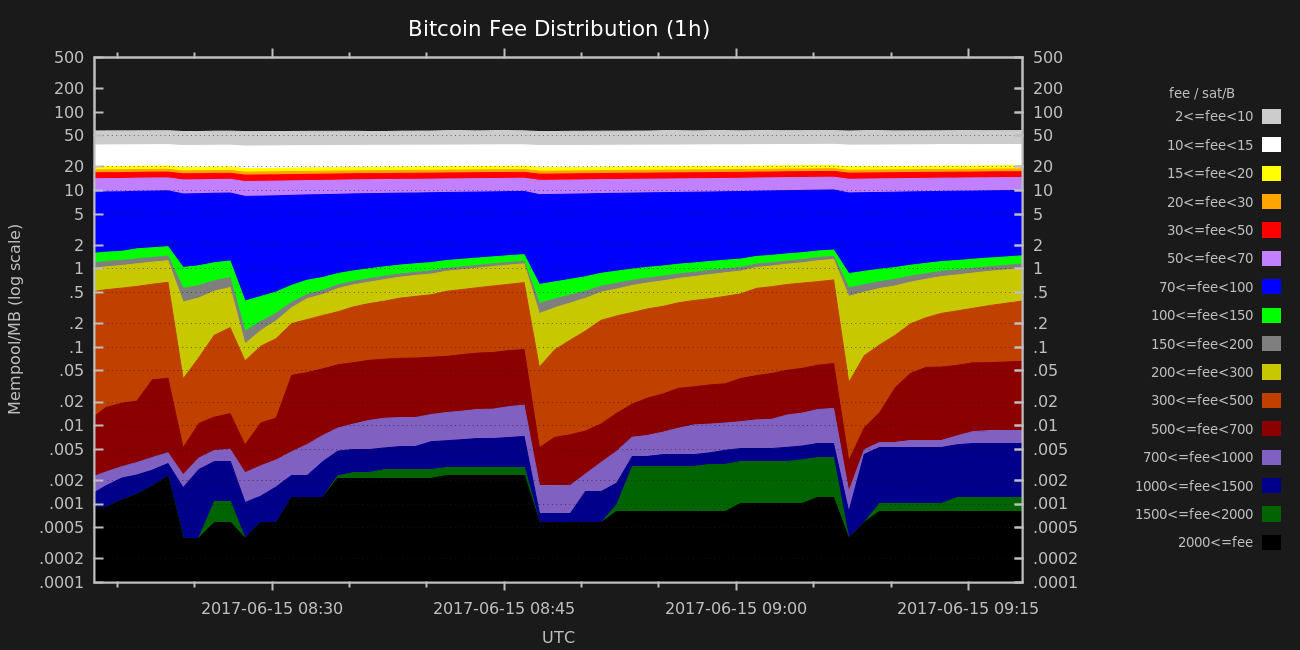 Bitcoin Fee Distribution (1h)
Mempool/MB (log scale)
500
200
100
50
20
10
5
2
1
.5
.2
.1
.05
.02
.01
.005
.002
.001
.0005
.0002
.0001
500
200
100
50
20
10
5
2
1
.5
.2
.1
.05
.02
.01
.005
.002
.001
.0005
.0002
.0001
fee / sat/B
2<=fee<10
10<=fee<15
15<=fee<20
20<=fee<30
30<=fee<50
50<=fee<70
70<=fee<100
100<=fee<150
150<=fee<200
200<=fee<300
300<=fee<500
500<=fee<700
700<=fee<1000
1000<=fee<1500
1500<=fee<2000
2000<=fee
2017-06-15 08:30 2017-06-15 08:45 2017-06-15 09:00 2017-06-15 09:15
UTC